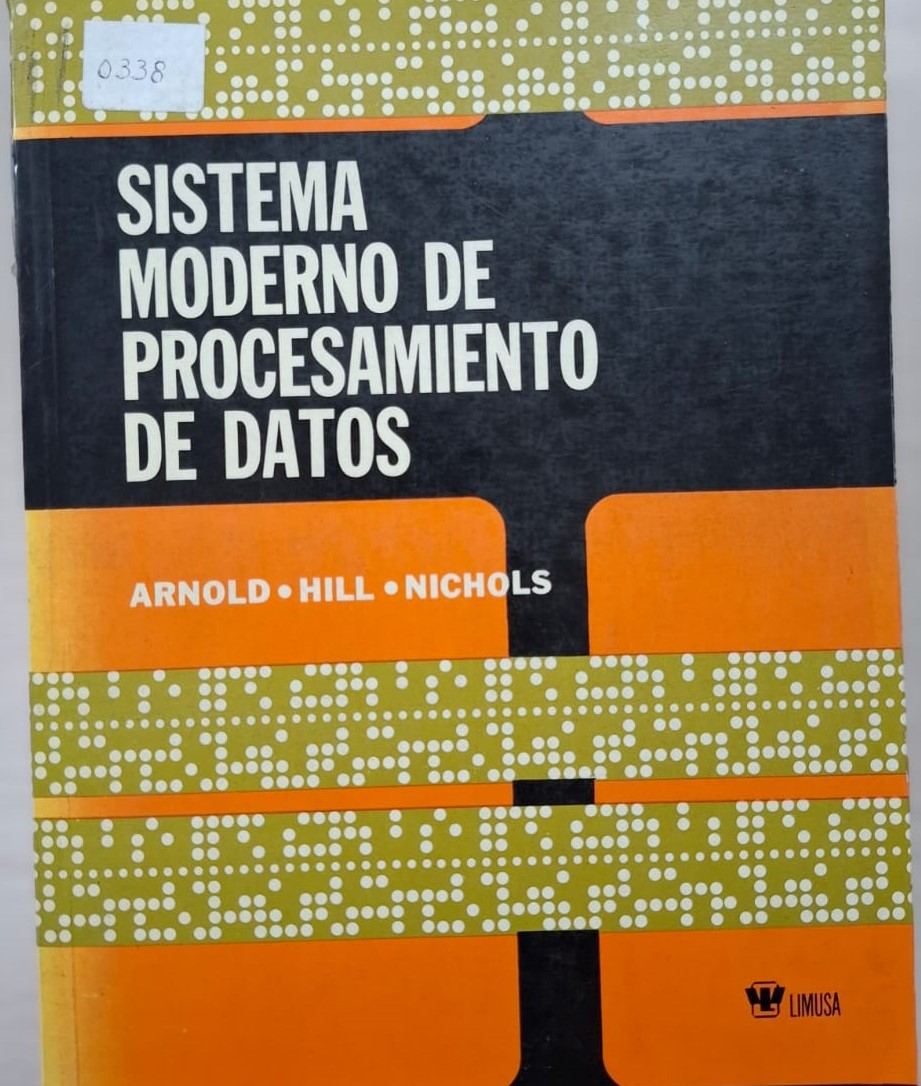 0338
SISTEMA
MODERNO DE
PROCESAMIENTO
DE DATOS
ARNOLD • HILL • NICHOLS
LIMUSA